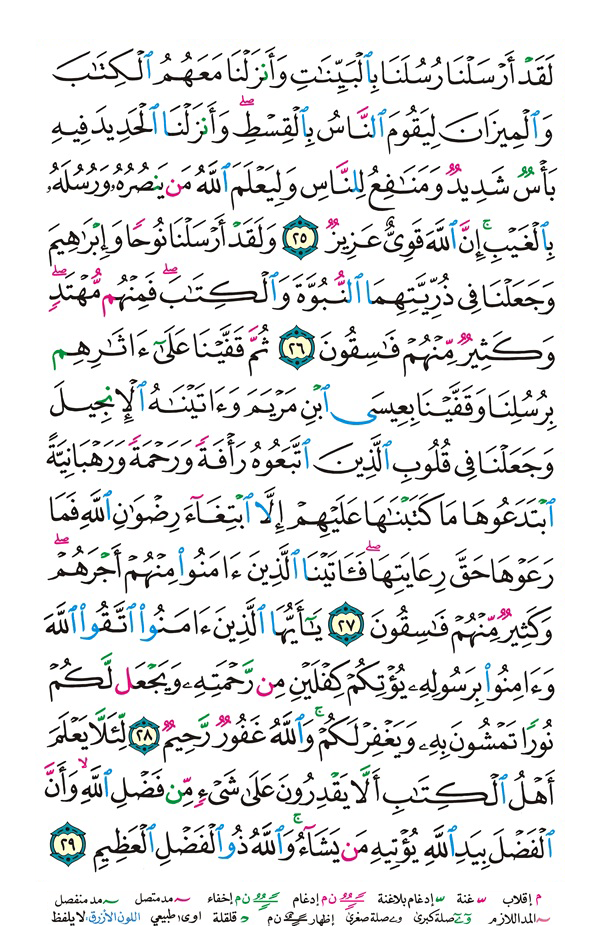 لَقَدْ أَرْسَلْنَا رُسُلَنَا بِٱلْبَيِّنَٰتِ وَأَنزَلْنَا مَعَهُمُ ٱلْكِتَٰبَ
وَٱلْمِيزَانَ لِيَقُومَ ٱلنَّاسُ بِٱلْقِسْطِۖ وَأَنزَلْنَا ٱلْحَدِيدَ فِيهِ
بَأْسٌ شَدِيدٌ وَمَنَٰفِعُ لِلنَّاسِ وَلِيَعْلَمَ ٱللَّهُ مَن يَنصُرُهُۥ وَرُسُلَهُۥ
بِٱلْغَيْبِۚ إِنَّ ٱللَّهَ قَوِىٌّ عَزِيزٌ ٢٥ وَلَقَدْ أَرْسَلْنَا نُوحًا وَإِبْرَٰهِيمَ
وَجَعَلْنَا فِى ذُرِّيَّتِهِمَا ٱلنُّبُوَّةَ وَٱلْكِتَٰبَۖ فَمِنْهُم مُّهْتَدٍۖ
وَكَثِيرٌ مِّنْهُمْ فَٰسِقُونَ ٢٦ ثُمَّ قَفَّيْنَا عَلَىٰٓ ءَاثَٰرِهِم
بِرُسُلِنَا وَقَفَّيْنَا بِعِيسَى ٱبْنِ مَرْيَمَ وَءَاتَيْنَٰهُ ٱلْإِنجِيلَ
وَجَعَلْنَا فِى قُلُوبِ ٱلَّذِينَ ٱتَّبَعُوهُ رَأْفَةً وَرَحْمَةً وَرَهْبَانِيَّةً
ٱبْتَدَعُوهَا مَا كَتَبْنَٰهَا عَلَيْهِمْ إِلَّا ٱبْتِغَآءَ رِضْوَٰنِ ٱللَّهِ فَمَا
رَعَوْهَا حَقَّ رِعَايَتِهَاۖ فَـَٔاتَيْنَا ٱلَّذِينَ ءَامَنُوا۟ مِنْهُمْ أَجْرَهُمْۖ
وَكَثِيرٌ مِّنْهُمْ فَٰسِقُونَ ٢٧ يَٰٓأَيُّهَا ٱلَّذِينَ ءَامَنُوا۟ ٱتَّقُوا۟ ٱللَّهَ
وَءَامِنُوا۟ بِرَسُولِهِۦ يُؤْتِكُمْ كِفْلَيْنِ مِن رَّحْمَتِهِۦ وَيَجْعَل لَّكُمْ
نُورًا تَمْشُونَ بِهِۦ وَيَغْفِرْ لَكُمْۚ وَٱللَّهُ غَفُورٌ رَّحِيمٌ ٢٨ لِّئَلَّا يَعْلَمَ
أَهْلُ ٱلْكِتَٰبِ أَلَّا يَقْدِرُونَ عَلَىٰ شَىْءٍ مِّن فَضْلِ ٱللَّهِۙ وَأَنَّ
ٱلْفَضْلَ بِيَدِ ٱللَّهِ يُؤْتِيهِ مَن يَشَآءُۚ وَٱللَّهُ ذُو ٱلْفَضْلِ ٱلْعَظِيمِ ٢٩
م إقلاب غنة إدغام بلاغنة ن م إدغام ن م إخفاء مد متصل مد منفصل
المد اللازم صلة كبرى صلة صغرى إظهار ن م قلقلة اوى: طبيعي اللون الأزرق: لا يلفظ